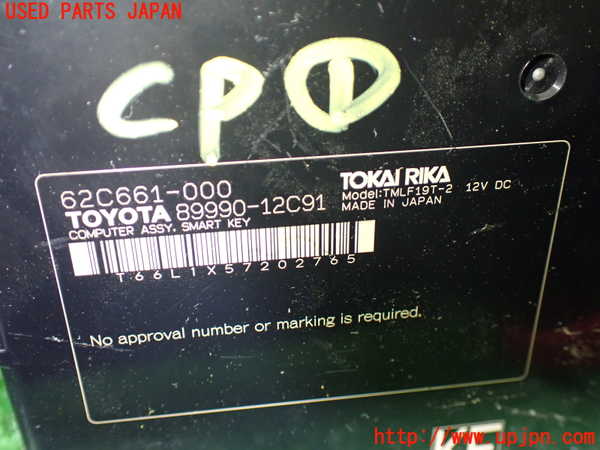 USED PARTS JAPAN
CPⒾ
62C661-000
TOKAI RIKA
TOYOTA 89990-12C91
Model:TMLF19T-2 12V DC
COMPUTER ASSY, SMART KEY
MADE IN JAPAN
T66L1X57202765
No approval number or marking is required.
http://www.upjpn.com